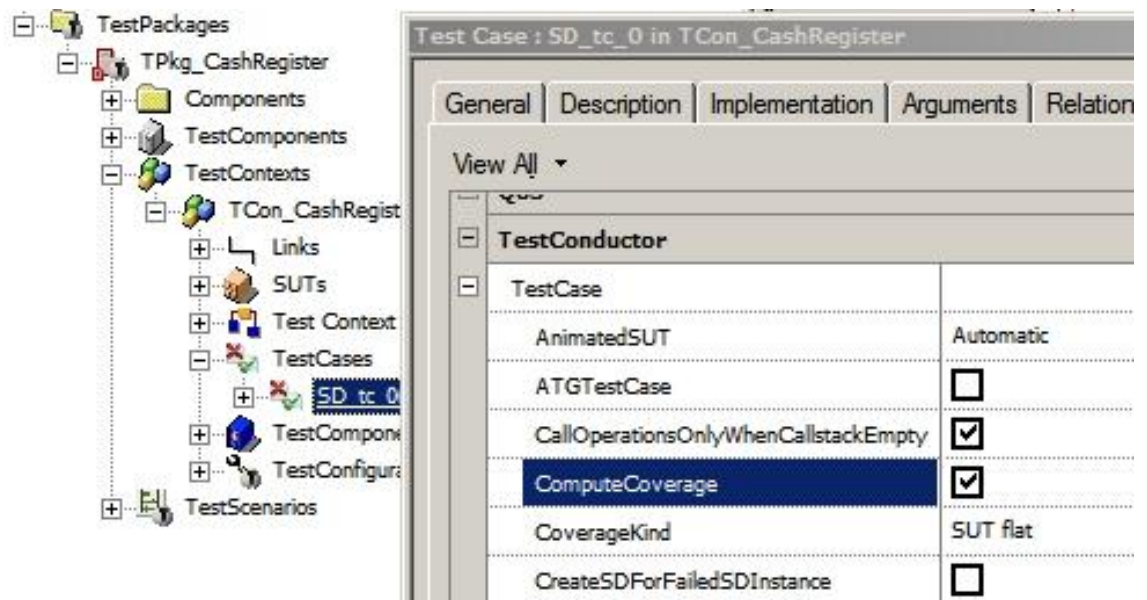 TestPackages
TPkg_CashRegister
Components
TestComponents
TestContexts
TCon_CashRegist
Links
SUTs
Test Context
TestCases
SD_tc_0
TestCompone
TestConfigura
TestScenarios
Test Case : SD_tc_0 in TCon_CashRegister
General Description Implementation Arguments Relation
View All
QoS
TestConductor
TestCase
AnimatedSUT Automatic
ATGTestCase
CallOperationsOnlyWhenCallstackEmpty
ComputeCoverage
CoverageKind SUT flat
CreateSDForFailedSDInstance